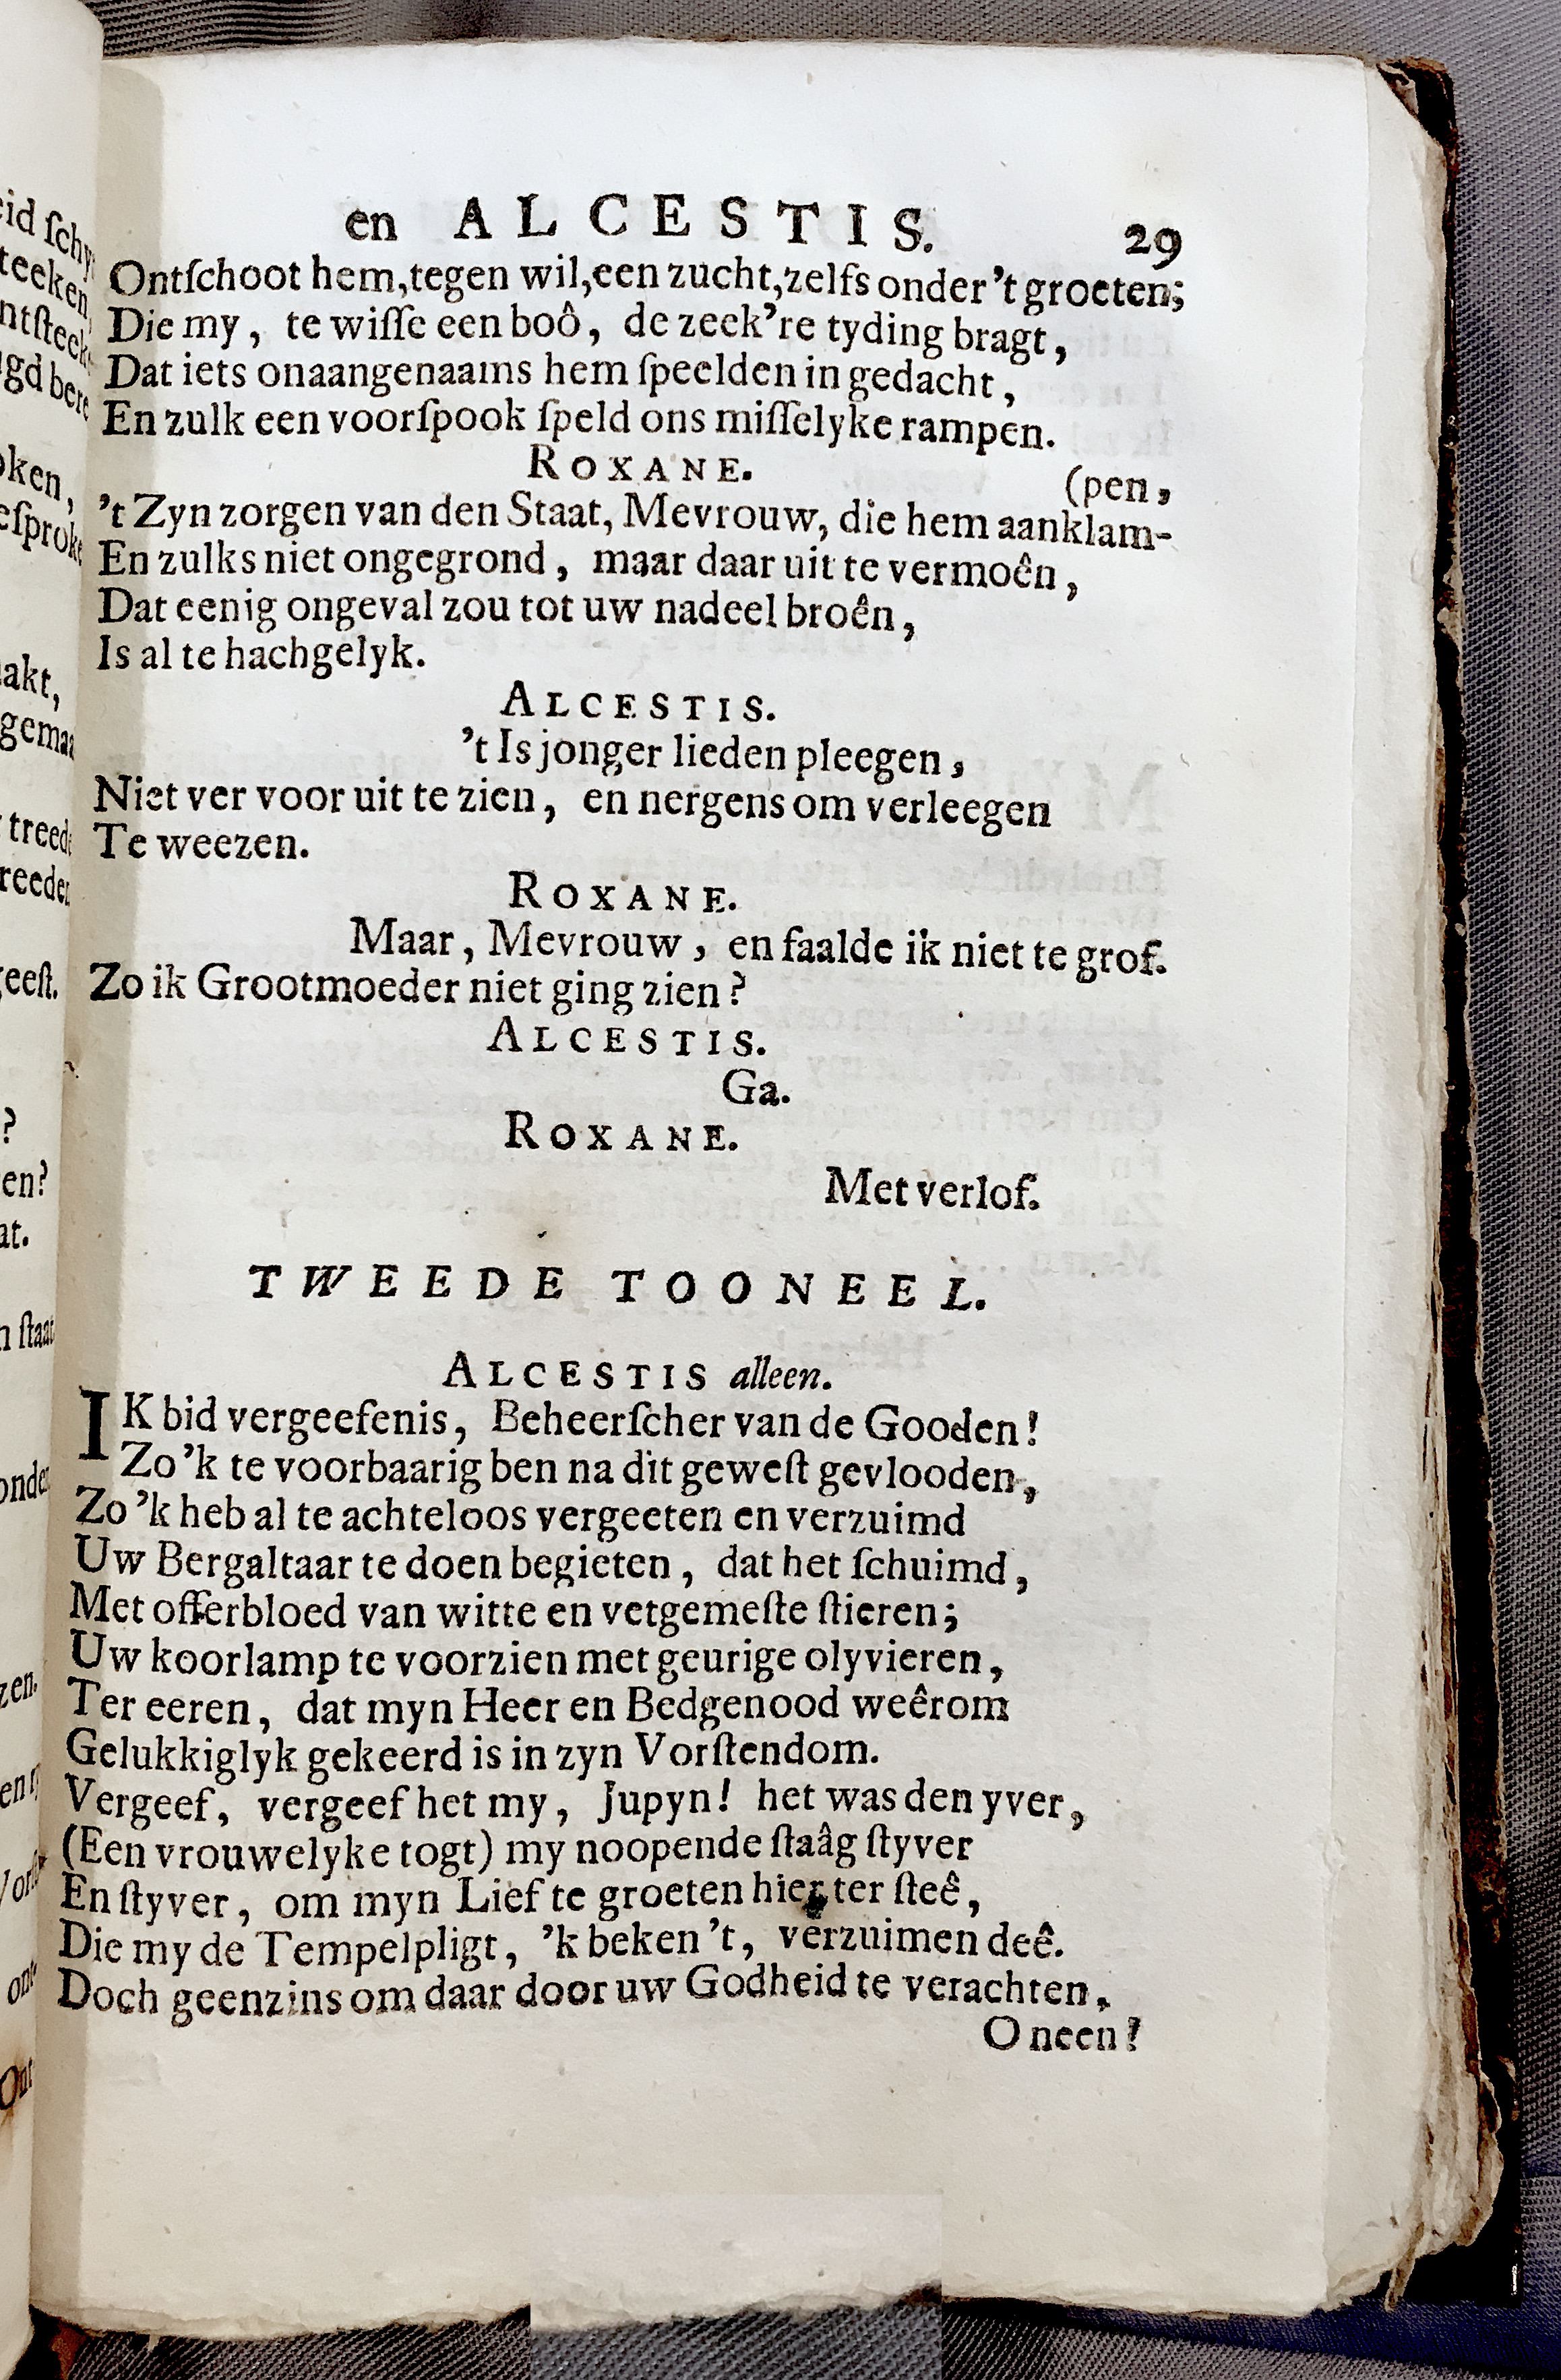 en ALCESTIS. 29
Ontſchoot hem, tegen wil, een zucht, zelfs onder 't groeten;
Die my, te wiſſe een boô, de zeek're tyding bragt,
Dat iets onaangenaams hem ſpeelden in gedacht,
En zulk een voorſpook ſpeld ons miſſelyke rampen.
ROXANE.
(pen,
't Zyn zorgen van den Staat, Mevrouw, die hem aanklam-
En zulks niet ongegrond, maar daar uit te vermoên,
Dat eenig ongeval zou tot uw nadeel broên,
Is al te hachgelyk.
ALCESTIS.
't Is jonger lieden pleegen,
Niet ver voor uit te zien, en nergens om verleegen
Te weezen.
ROXANE.
Maar, Mevrouw, en faalde ik niet te grof.
Zo ik Grootmoeder niet ging zien?
ALCESTIS.
Ga.
ROXANE.
Met verlof.
TWEEDE TOONEEL.
ALCESTIS alleen.
IK bid vergeefenis, Beheerſcher van de Gooden!
Zo 'k te voorbaarig ben na dit geweſt gevlooden,
Zo 'k heb al te achteloos vergeeten en verzuimd
Uw Bergaltaar te doen begieten, dat het ſchuimd,
Met offerbloed van witte en vetgemeſte ſtieren;
Uw koorlamp te voorzien met geurige olyvieren,
Ter eeren, dat myn Heer en Bedgenood weêrom
Gelukkiglyk gekeerd is in zyn Vorſtendom.
Vergeef, vergeef het my, Jupyn! het was den yver,
(Een vrouwelyke togt) my noopende ſtaâg ſtyver
En ſtyver, om myn Lief te groeten hier ter ſteê,
Die my de Tempelpligt, 'k beken 't, verzuimen deê.
Doch geenzins om daar door uw Godheid te verachten,
O neen!